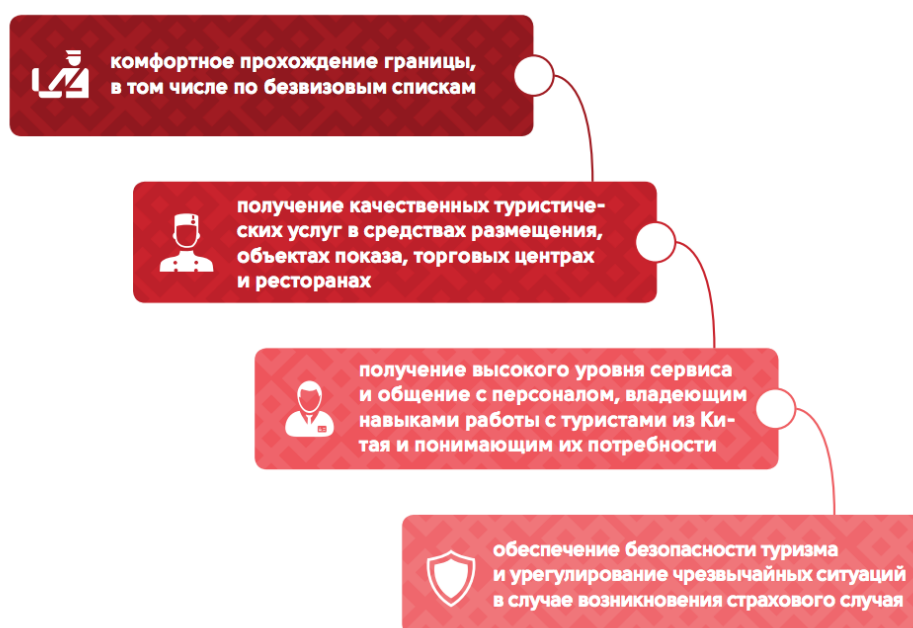 комфортное прохождение границы,
в том числе по безвизовым спискам
получение качественных туристиче-
ских услуг в средствах размещения,
объектах показа, торговых центрах
и ресторанах
получение высокого уровня сервиса
и общение с персоналом, владеющим
навыками работы с туристами из Ки-
тая и понимающим их потребности
обеспечение безопасности туризма
и урегулирование чрезвычайных ситуаций
в случае возникновения страхового случая